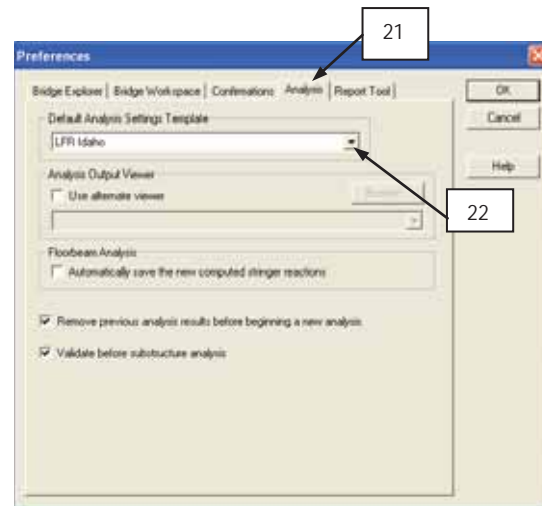 21
Preferences
Bridge Explorer Bridge Workspace Confirmations Analysis Report Tool
OK
Default Analysis Settings Template
Cancel
LFR Idaho
Help
Analysis Output Viewer
Use alternate viewer
22
Floorbeam Analysis
Automatically save the new computed stringer reactions
Remove previous analysis results before beginning a new analysis
Validate before substructure analysis